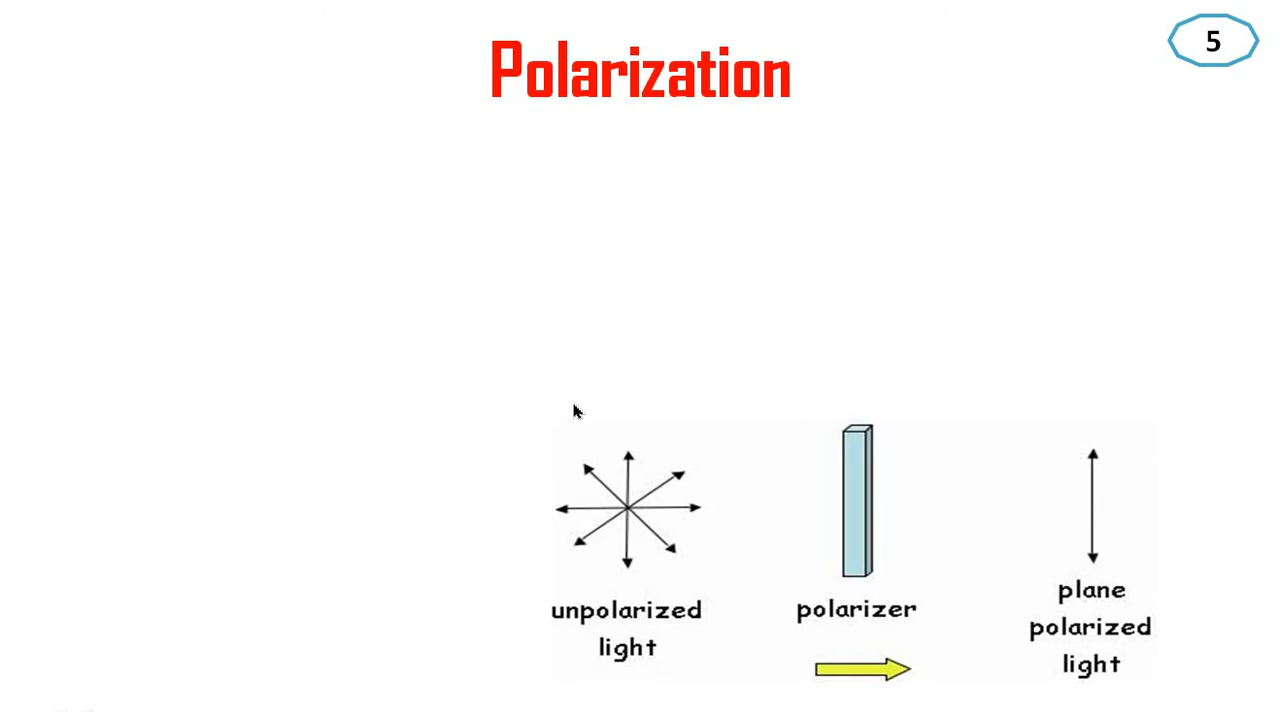 5
Polarization
unpolarized
light
polarizer
plane
polarized
light